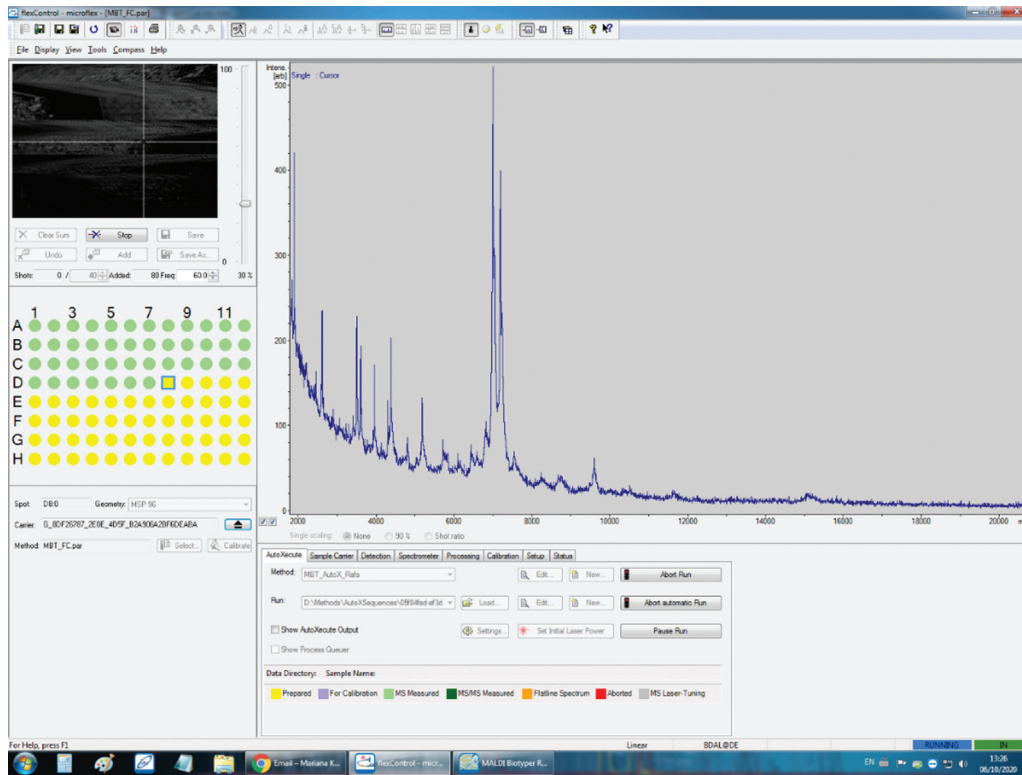 flexControl - microflex - [MBT_FC.par]
File Display View Tools Compass Help
100
Clear Sum Stop Save
Undo Add Save As...
0
Shots: 0 / 40 Added: 80 Freq: 60.0 30 %
Intens. [arb]
Single : Cursor
500
400
300
200
100
0
2000 4000 6000 8000 10000 12000 14000 16000 18000 20000 m
1 3 5 7 9 11
A
B
C
D
E
F
G
H
Spot: D8:0 Geometry: MSP 96
Carrier:
Method: MBT_FC.par Select... Calibrate
Single scaling: None 90 % Shot ratio
AutoXecute Sample Carrier Detection Spectrometer Processing Calibration Setup Status
Method: MBT_AutoX_Rafa Edit... New... Abort Run
Run: Load... Edit... New... Abort automatic Run
Show AutoXecute Output Settings... Set Initial Laser Power Pause Run
Show Process Queuer
Data Directory: Sample Name:
Prepared For Calibration MS Measured MS/MS Measured Flatline Spectrum Aborted MS Laser-Tuning
For Help, press F1 Linear BDAL@DE RUNNING IN
Email – Mariana K... flexControl - micr... MALDI Biotyper R... EN 13:26
06/10/2020